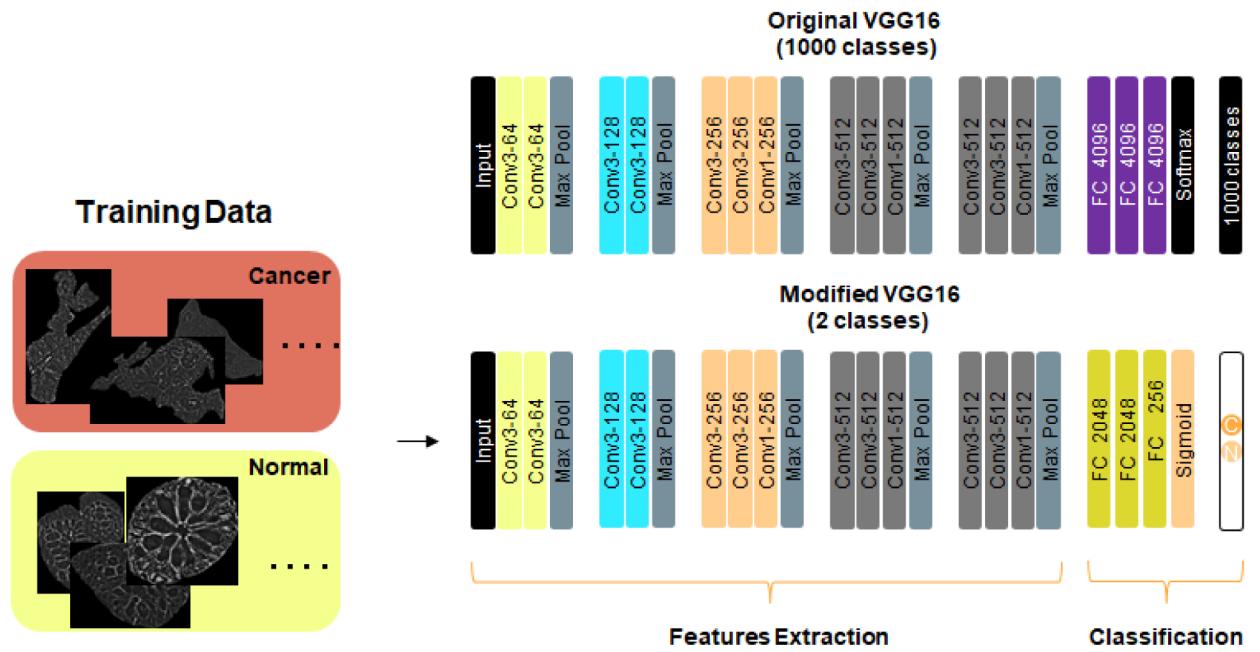 Original VGG16
(1000 classes)
Input
Conv3-64
Conv3-64
Max Pool
Conv3-128
Conv3-128
Max Pool
Conv3-256
Conv3-256
Conv1-256
Max Pool
Conv3-512
Conv3-512
Conv1-512
Max Pool
Conv3-512
Conv3-512
Conv1-512
Max Pool
FC 4096
FC 4096
FC 4096
Softmax
1000 classes
Training Data
Cancer
. . . .
Normal
. . . .
Modified VGG16
(2 classes)
Input
Conv3-64
Conv3-64
Max Pool
Conv3-128
Conv3-128
Max Pool
Conv3-256
Conv3-256
Conv1-256
Max Pool
Conv3-512
Conv3-512
Conv1-512
Max Pool
Conv3-512
Conv3-512
Conv1-512
Max Pool
FC 2048
FC 2048
FC 256
Sigmoid
N C
Features Extraction
Classification